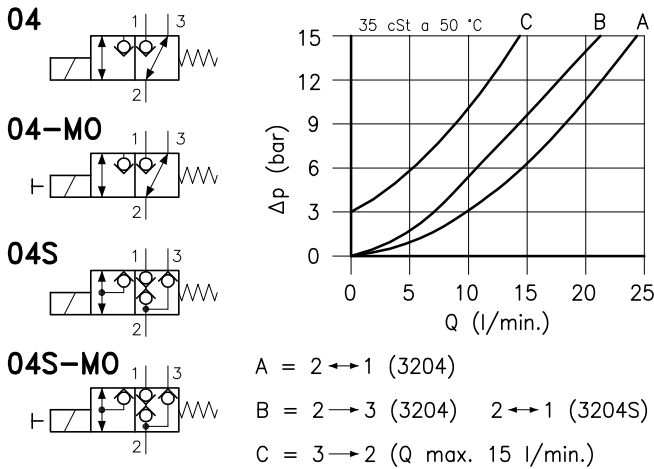 04
1 3
2
04-MO
1 3
2
04S
1 3
2
04S-MO
1 3
2
35 cSt a 50 °C
C B A
15
12
9
6
3
0
Δp (bar)
0 5 10 15 20 25
Q (l/min.)
A = 2 ↔ 1 (3204)
B = 2 → 3 (3204) 2 ↔ 1 (3204S)
C = 3 → 2 (Q max. 15 l/min.)